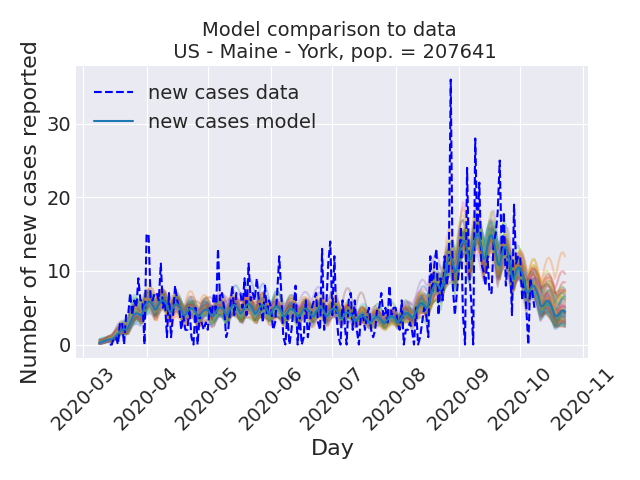 Model comparison to data
US - Maine - York, pop. = 207641
Number of new cases reported
30
20
10
0
new cases data
new cases model
2020-03
2020-04
2020-05
2020-06
2020-07
2020-08
2020-09
2020-10
2020-11
Day